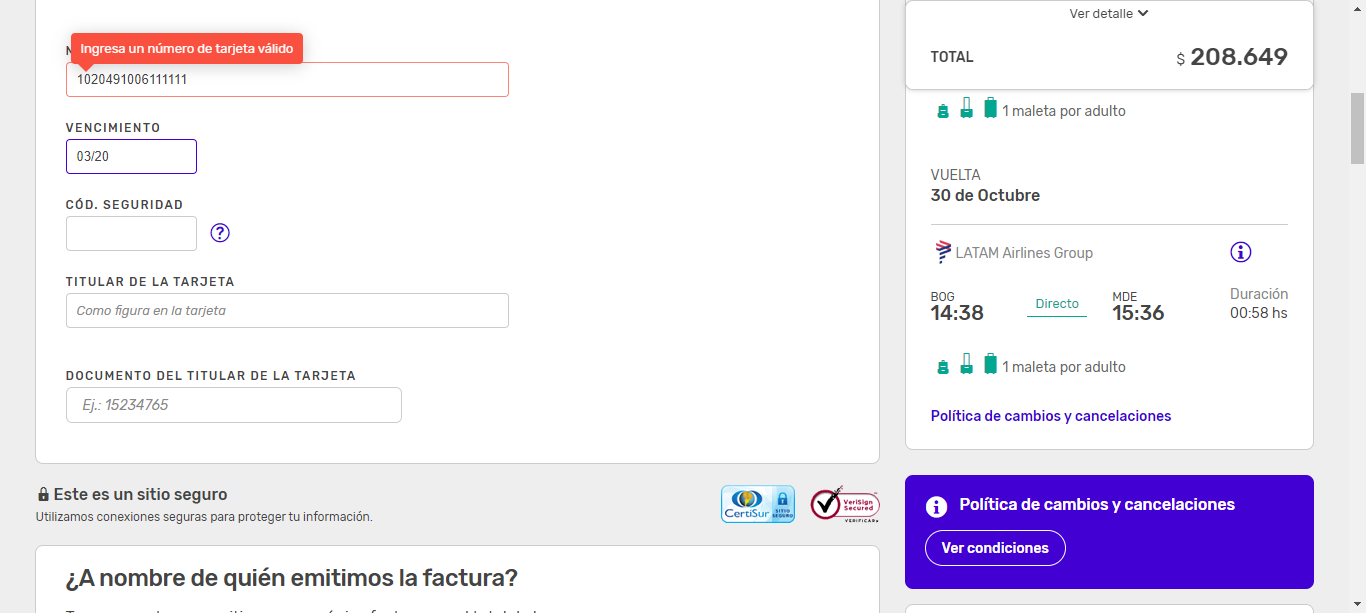 Ingresa un número de tarjeta válido
1020491006111111
VENCIMIENTO
03/20
CÓD. SEGURIDAD
?
TITULAR DE LA TARJETA
Como figura en la tarjeta
DOCUMENTO DEL TITULAR DE LA TARJETA
Ej.: 15234765
Este es un sitio seguro
Utilizamos conexiones seguras para proteger tu información.
CertiSur SITIO SEGURO
VeriSign Secured
VERIFICAR
¿A nombre de quién emitimos la factura?
Ver detalle
TOTAL $ 208.649
1 maleta por adulto
VUELTA
30 de Octubre
LATAM Airlines Group
BOG Directo MDE Duración
14:38 15:36 00:58 hs
1 maleta por adulto
Política de cambios y cancelaciones
Política de cambios y cancelaciones
Ver condiciones